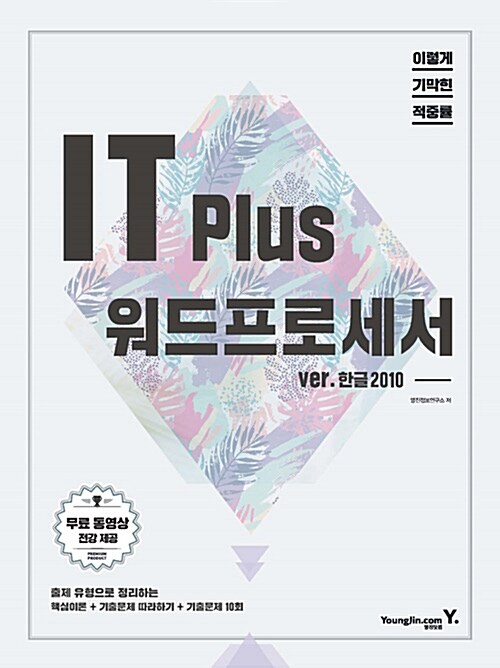 이렇게
기막힌
적중률
IT Plus
워드프로세서
ver. 한글 2010
영진정보연구소 저
무료 동영상
전강 제공
PREMIUM
PRODUCT
출제 유형으로 정리하는
핵심이론 + 기출문제 따라하기 + 기출문제 10회
YoungJin.com Y.
영진닷컴